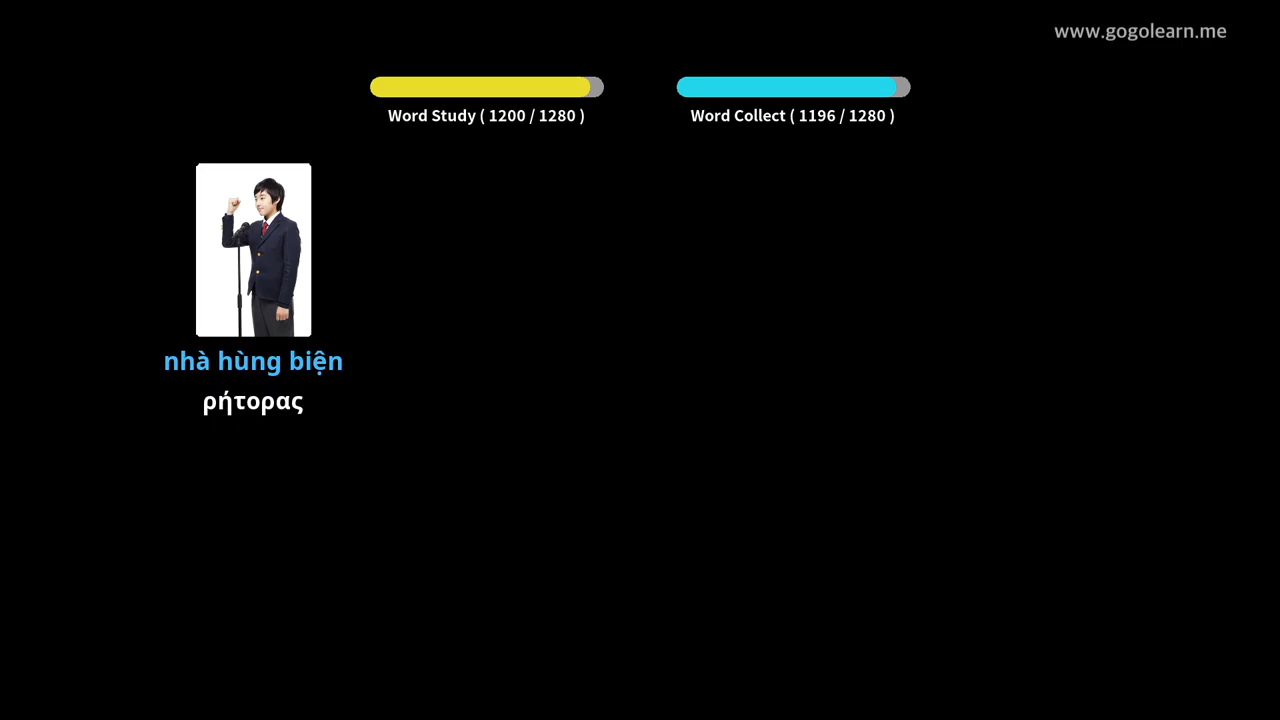 www.gogolearn.me
Word Study ( 1200 / 1280 )
Word Collect ( 1196 / 1280 )
nhà hùng biện
ρήτορας